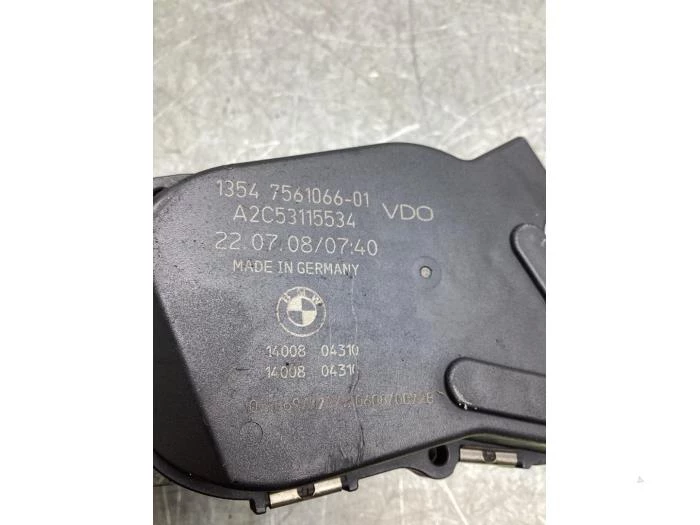 1354 7561066-01
A2C53115534
VDO
22.07.08/07:40
MADE IN GERMANY
BMW
14008 04310
14008 04310